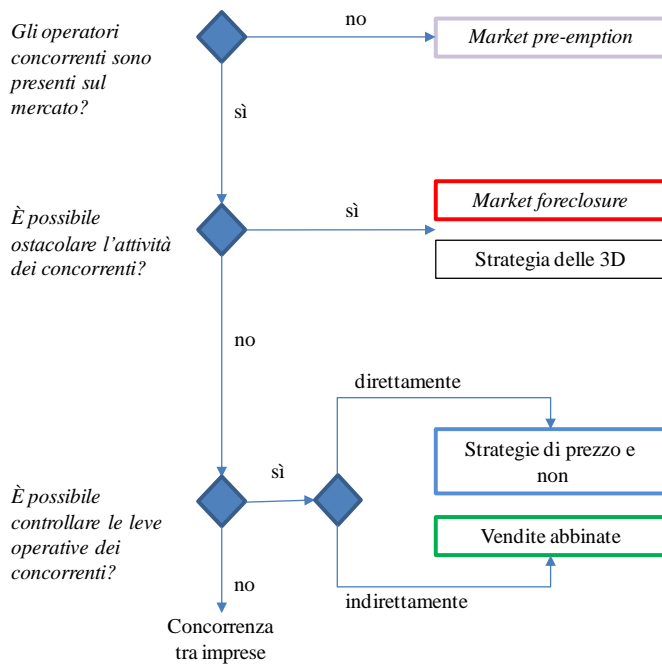 Gli operatori
concorrenti sono
presenti sul
mercato?
no
Market pre-emption
sì
È possibile
ostacolare l'attività
dei concorrenti?
sì
Market foreclosure
Strategia delle 3D
no
direttamente
Strategie di prezzo e
non
sì
È possibile
controllare le leve
operative dei
concorrenti?
Vendite abbinate
no
indirettamente
Concorrenza
tra imprese